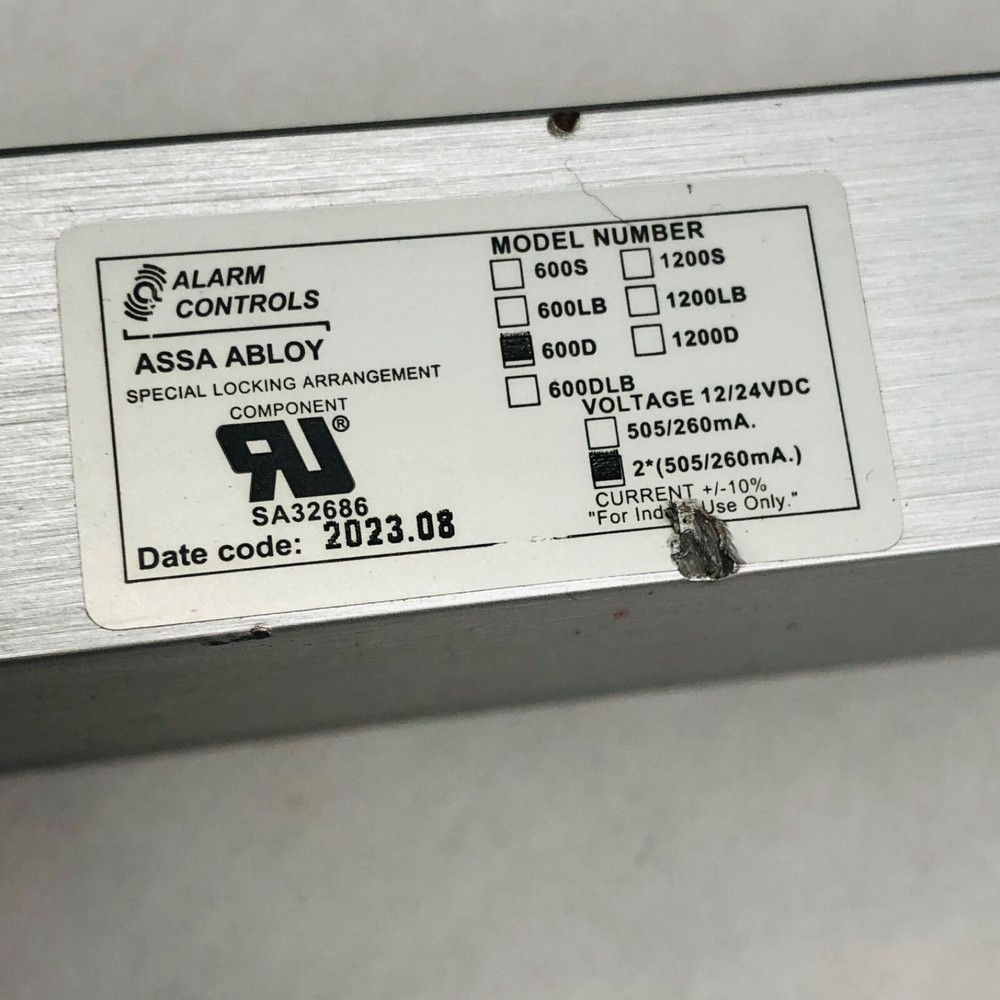 ALARM
CONTROLS
ASSA ABLOY
SPECIAL LOCKING ARRANGEMENT
COMPONENT
RU®
SA32686
Date code: 2023.08
MODEL NUMBER
600S 1200S
600LB 1200LB
600D 1200D
600DLB
VOLTAGE 12/24VDC
505/260mA.
2*(505/260mA.)
CURRENT +/-10%
"For Use Only."